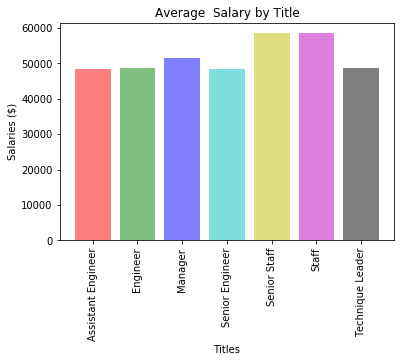 Average  Salary by Title
Salaries ($)
60000
50000
40000
30000
20000
10000
0
Assistant Engineer
Engineer
Manager
Senior Engineer
Senior Staff
Staff
Technique Leader
Titles